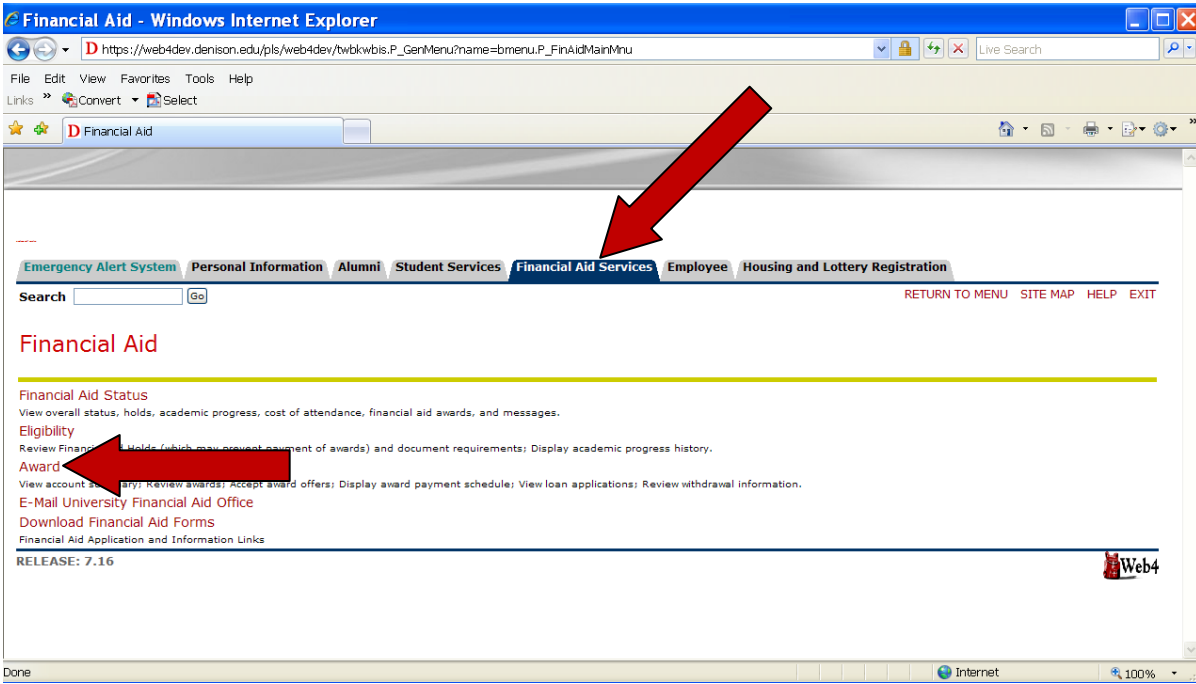 Financial Aid - Windows Internet Explorer
D https://web4dev.denison.edu/pls/web4dev/twbkwbis.P_GenMenu?name=bmenu.P_FinAidMainMnu Live Search
File Edit View Favorites Tools Help
Links » Convert Select
D Financial Aid »
Emergency Alert System Personal Information Alumni Student Services Financial Aid Services Employee Housing and Lottery Registration
Search Go RETURN TO MENU SITE MAP HELP EXIT
Financial Aid
Financial Aid Status
View overall status, holds, academic progress, cost of attendance, financial aid awards, and messages.
Eligibility
Review Holds (which may prevent payment of awards) and document requirements; Display academic progress history.
Award
View account Review awards; Accept award offers; Display award payment schedule; View loan applications; Review withdrawal information.
E-Mail University Financial Aid Office
Download Financial Aid Forms
Financial Aid Application and Information Links
RELEASE: 7.16
Web4
Done Internet 100%